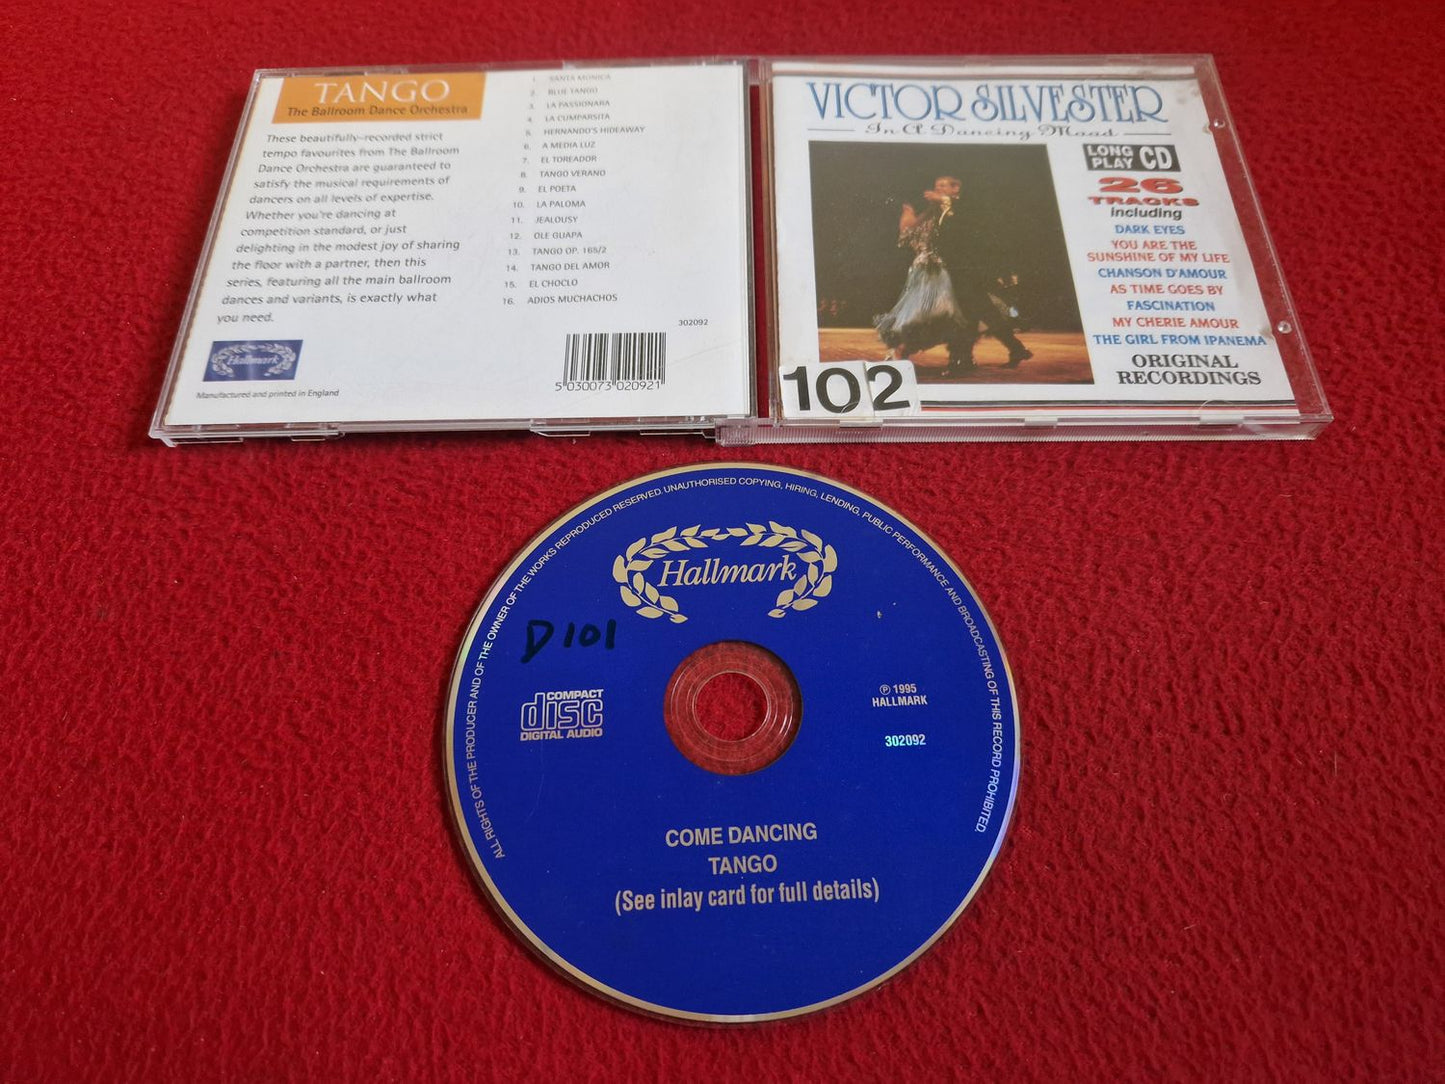 TANGO
The Ballroom Dance Orchestra
These beautifully-recorded strict
tempo favourites from The Ballroom
Dance Orchestra are guaranteed to
satisfy the musical requirements of
dancers on all levels of expertise.
Whether you're dancing at
competition standard, or just
delighting in the modest joy of sharing
the floor with a partner, then this
series, featuring all the main ballroom
dances and variants, is exactly what
you need.
Hallmark
Manufactured and printed in England
1. SANTA MONICA
2. BLUE TANGO
3. LA PASSIONARA
4. LA CUMPARSITA
5. HERNANDO'S HIDEAWAY
6. A MEDIA LUZ
7. EL TOREADOR
8. TANGO VERANO
9. EL POETA
10. LA PALOMA
11. JEALOUSY
12. OLE GUAPA
13. TANGO OP. 165/2
14. TANGO DEL AMOR
15. EL CHOCLO
16. ADIOS MUCHACHOS
302092
5 030073 020921
VICTOR SILVESTER
In A Dancing Mood
LONG PLAY CD
26
TRACKS
including
DARK EYES
YOU ARE THE
SUNSHINE OF MY LIFE
CHANSON D'AMOUR
AS TIME GOES BY
FASCINATION
MY CHERIE AMOUR
THE GIRL FROM IPANEMA
ORIGINAL
RECORDINGS
102
ALL RIGHTS OF THE PRODUCER AND OF THE OWNER OF THE WORKS REPRODUCED RESERVED. UNAUTHORISED COPYING, HIRING, LENDING, PUBLIC PERFORMANCE AND BROADCASTING OF THIS RECORD PROHIBITED.
Hallmark
D101
COMPACT
disc
DIGITAL AUDIO
℗ 1995
HALLMARK
302092
COME DANCING
TANGO
(See inlay card for full details)